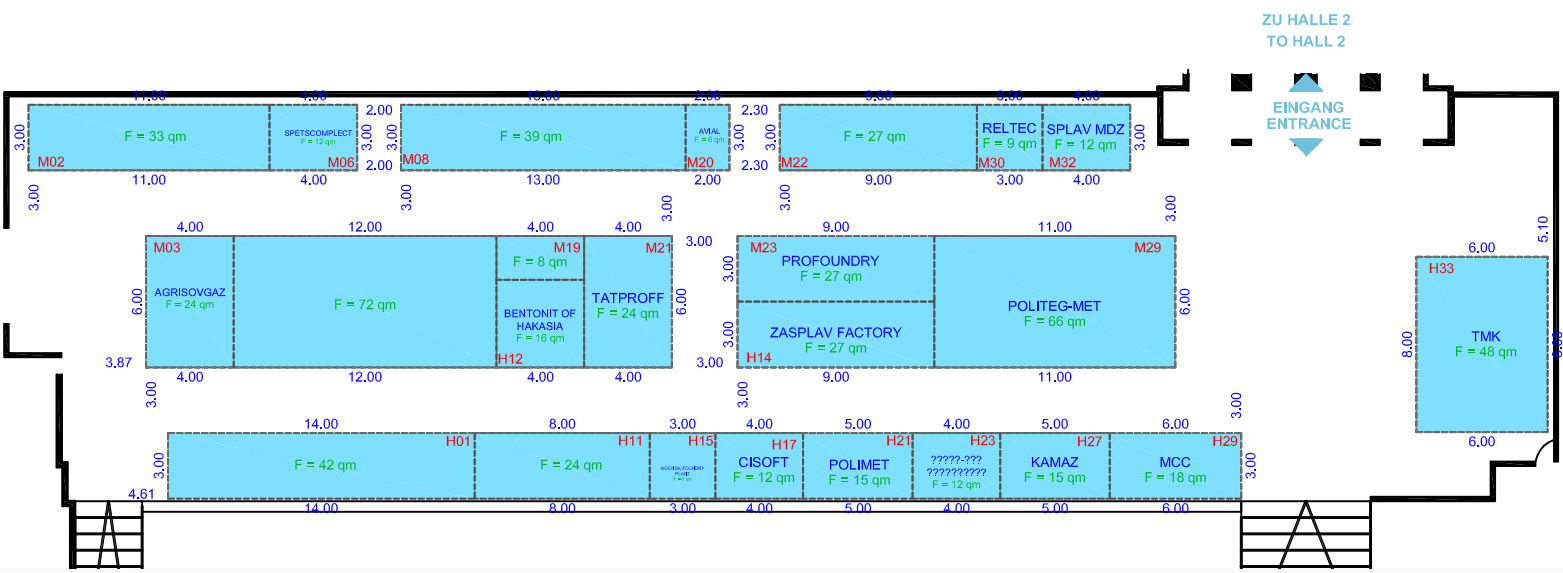 ZU HALLE 2
TO HALL 2
EINGANG
ENTRANCE
11.00
4.00
2.00
13.00
2.00
2.30
9.00
3.00
4.00
3.00
F = 33 qm
M02
SPETSCOMPLECT
F = 12 qm
M06
3.00
3.00
F = 39 qm
M08
AVIAL
F = 6 qm
M20
3.00
3.00
F = 27 qm
M22
RELTEC
F = 9 qm
M30
SPLAV MDZ
F = 12 qm
M32
11.00
4.00
2.00
13.00
2.00
2.30
9.00
3.00
4.00
3.00
3.00
3.00
3.00
3.00
5.10
4.00
12.00
4.00
4.00
3.00
9.00
11.00
6.00
M03
AGRISOVGAZ
F = 24 qm
6.00
F = 72 qm
M19
F = 8 qm
BENTONIT OF
HAKASIA
F = 16 qm
H12
M21
TATPROFF
F = 24 qm
6.00
3.00
M23
PROFOUNDRY
F = 27 qm
3.00
ZASPLAV FACTORY
F = 27 qm
H14
M29
POLITEG-MET
F = 66 qm
6.00
H33
TMK
F = 48 qm
8.00
8.00
6.00
3.87
4.00
12.00
4.00
4.00
3.00
9.00
11.00
3.00
3.00
3.00
14.00
8.00
3.00
4.00
5.00
4.00
5.00
6.00
3.00
H01
F = 42 qm
H11
F = 24 qm
H15
FOUNDRY
PLANT
H17
CISOFT
F = 12 qm
H21
POLIMET
F = 15 qm
H23
?????-???
??????????
F = 12 qm
H27
KAMAZ
F = 15 qm
H29
MCC
F = 18 qm
3.00
4.61
14.00
8.00
3.00
4.00
5.00
4.00
5.00
6.00